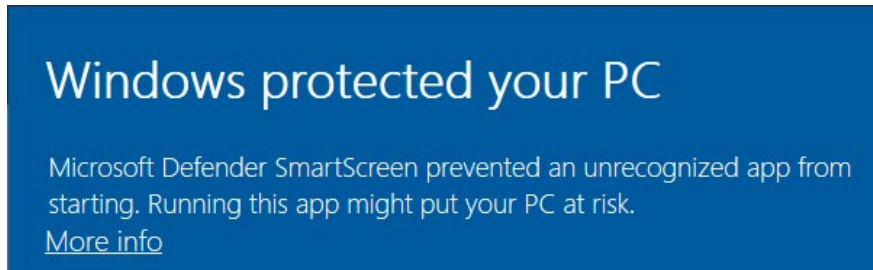 Windows protected your PC
Microsoft Defender SmartScreen prevented an unrecognized app from
starting. Running this app might put your PC at risk.
More info